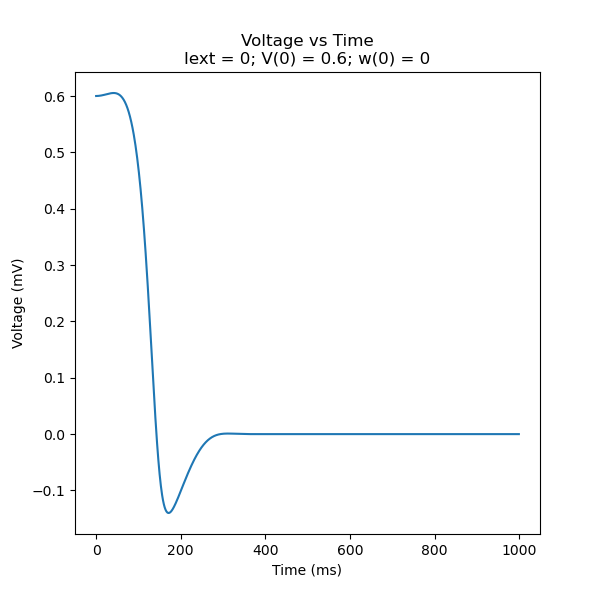 Voltage vs Time
Iext = 0; V(0) = 0.6; w(0) = 0
0.6
0.5
0.4
0.3
0.2
0.1
0.0
−0.1
Voltage (mV)
0 200 400 600 800 1000
Time (ms)